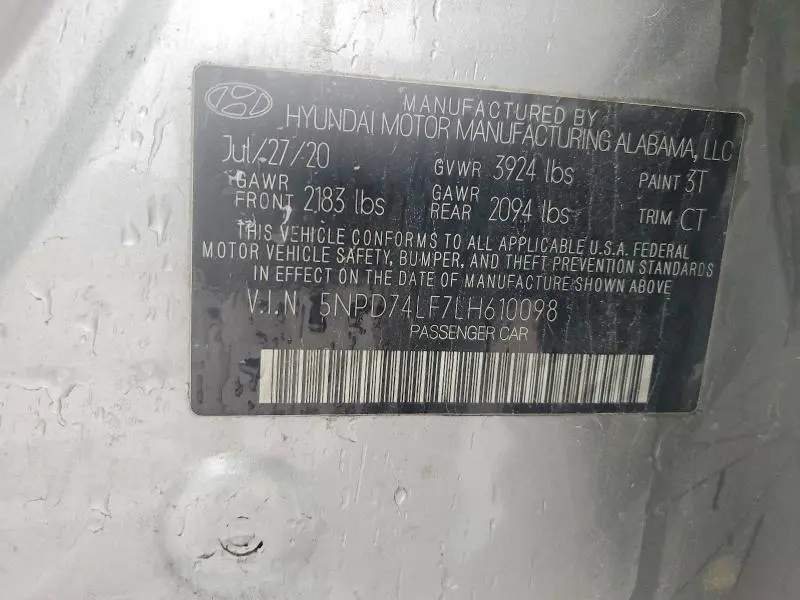 MANUFACTURED BY
HYUNDAI MOTOR MANUFACTURING ALABAMA, LLC
Jul/27/20 GVWR 3924 lbs PAINT 3T
GAWR FRONT 2183 lbs GAWR REAR 2094 lbs TRIM CT
THIS VEHICLE CONFORMS TO ALL APPLICABLE U.S.A. FEDERAL
MOTOR VEHICLE SAFETY, BUMPER, AND THEFT PREVENTION STANDARDS
IN EFFECT ON THE DATE OF MANUFACTURE SHOWN ABOVE
V.I.N 5NPD74LF7LH610098
PASSENGER CAR